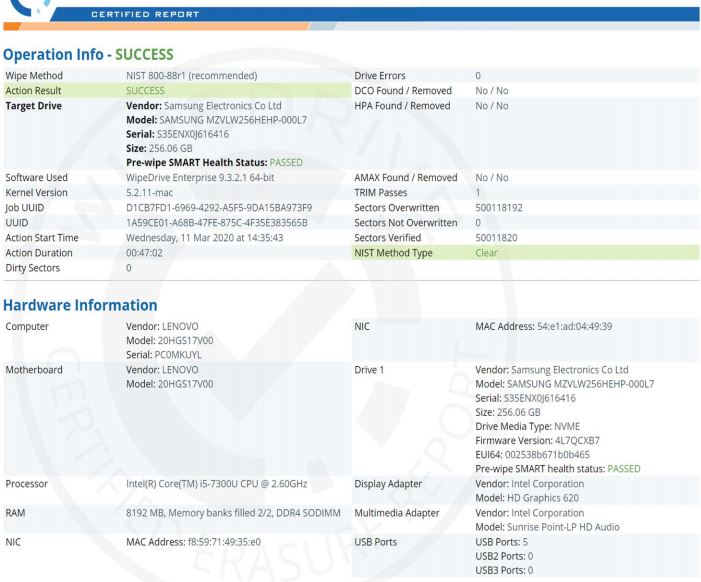 CERTIFIED REPORT
Operation Info - SUCCESS
Wipe Method NIST 800-88r1 (recommended) Drive Errors 0
Action Result SUCCESS DCO Found / Removed No / No
Target Drive Vendor: Samsung Electronics Co Ltd HPA Found / Removed No / No
Model: SAMSUNG MZVLW256HEHP-000L7
Serial: S35ENX0J616416
Size: 256.06 GB
Pre-wipe SMART Health Status: PASSED
Software Used WipeDrive Enterprise 9.3.2.1 64-bit AMAX Found / Removed No / No
Kernel Version 5.2.11-mac TRIM Passes 1
Job UUID D1CB7FD1-6969-4292-A5F5-9DA15BA973F9 Sectors Overwritten 500118192
UUID 1A59CE01-A68B-47FE-875C-4F35E383565B Sectors Not Overwritten 0
Action Start Time Wednesday, 11 Mar 2020 at 14:35:43 Sectors Verified 50011820
Action Duration 00:47:02 NIST Method Type Clear
Dirty Sectors 0
Hardware Information
Computer Vendor: LENOVO NIC MAC Address: 54:e1:ad:04:49:39
Model: 20HGS17V00
Serial: PC0MKUYL
Motherboard Vendor: LENOVO Drive 1 Vendor: Samsung Electronics Co Ltd
Model: 20HGS17V00 Model: SAMSUNG MZVLW256HEHP-000L7
Serial: S35ENX0J616416
Size: 256.06 GB
Drive Media Type: NVME
Firmware Version: 4L7QCXB7
EUI64: 002538b671b0b465
Pre-wipe SMART health status: PASSED
Processor Intel(R) Core(TM) i5-7300U CPU @ 2.60GHz Display Adapter Vendor: Intel Corporation
Model: HD Graphics 620
RAM 8192 MB, Memory banks filled 2/2, DDR4 SODIMM Multimedia Adapter Vendor: Intel Corporation
Model: Sunrise Point-LP HD Audio
NIC MAC Address: f8:59:71:49:35:e0 USB Ports USB Ports: 5
USB2 Ports: 0
USB3 Ports: 0
WIPEDRIVE
CERTIFIED ERASURE REPORT